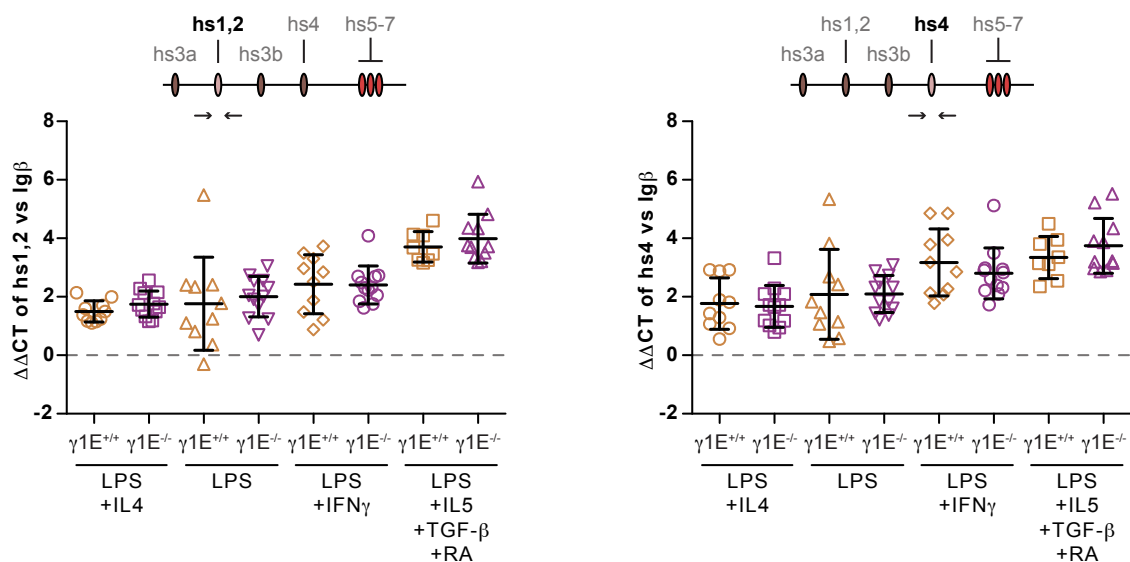 hs1,2 hs4 hs5-7
hs3a hs3b
8
6
4
2
0
-2
ΔΔCT of hs1,2 vs Igβ
γ1E+/+ γ1E-/- γ1E+/+ γ1E-/- γ1E+/+ γ1E-/- γ1E+/+ γ1E-/-
LPS
+IL4
LPS
LPS
+IFNγ
LPS
+IL5
+TGF-β
+RA
hs1,2 hs4 hs5-7
hs3a hs3b
8
6
4
2
0
-2
ΔΔCT of hs4 vs Igβ
γ1E+/+ γ1E-/- γ1E+/+ γ1E-/- γ1E+/+ γ1E-/- γ1E+/+ γ1E-/-
LPS
+IL4
LPS
LPS
+IFNγ
LPS
+IL5
+TGF-β
+RA